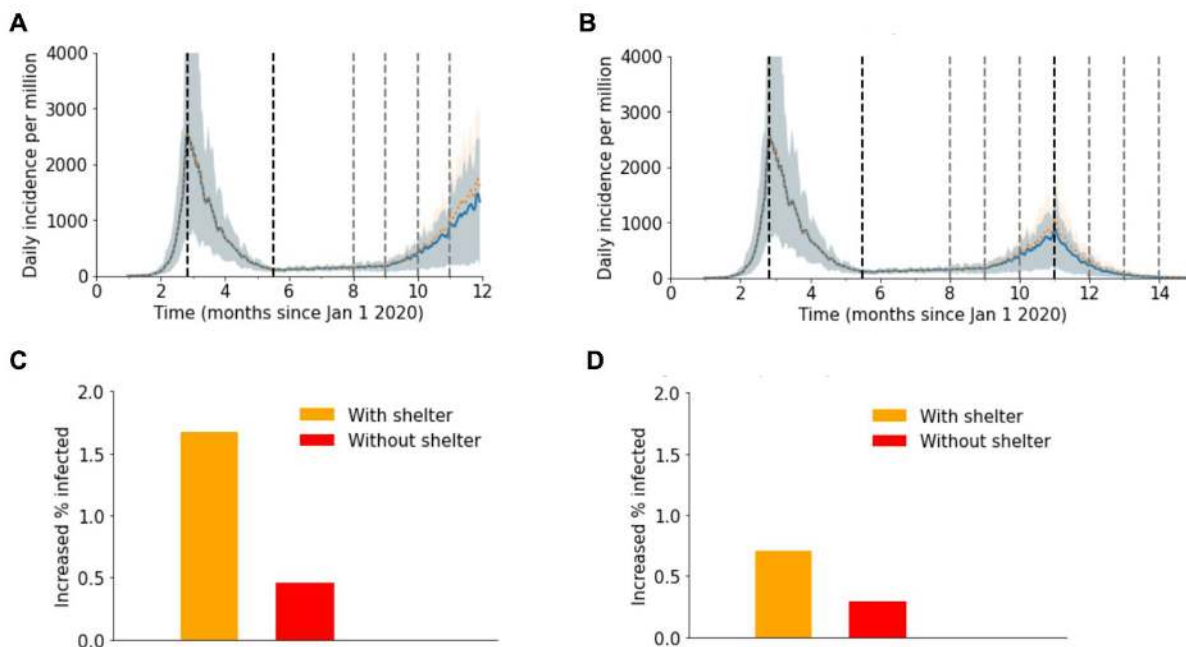 A
Daily incidence per million
4000
3000
2000
1000
0
0 2 4 6 8 10 12
Time (months since Jan 1 2020)
B
Daily incidence per million
4000
3000
2000
1000
0
0 2 4 6 8 10 12 14
Time (months since Jan 1 2020)
C
Increased % infected
2.0
1.5
1.0
0.5
0.0
With shelter
Without shelter
D
Increased % infected
2.0
1.5
1.0
0.5
0.0
With shelter
Without shelter